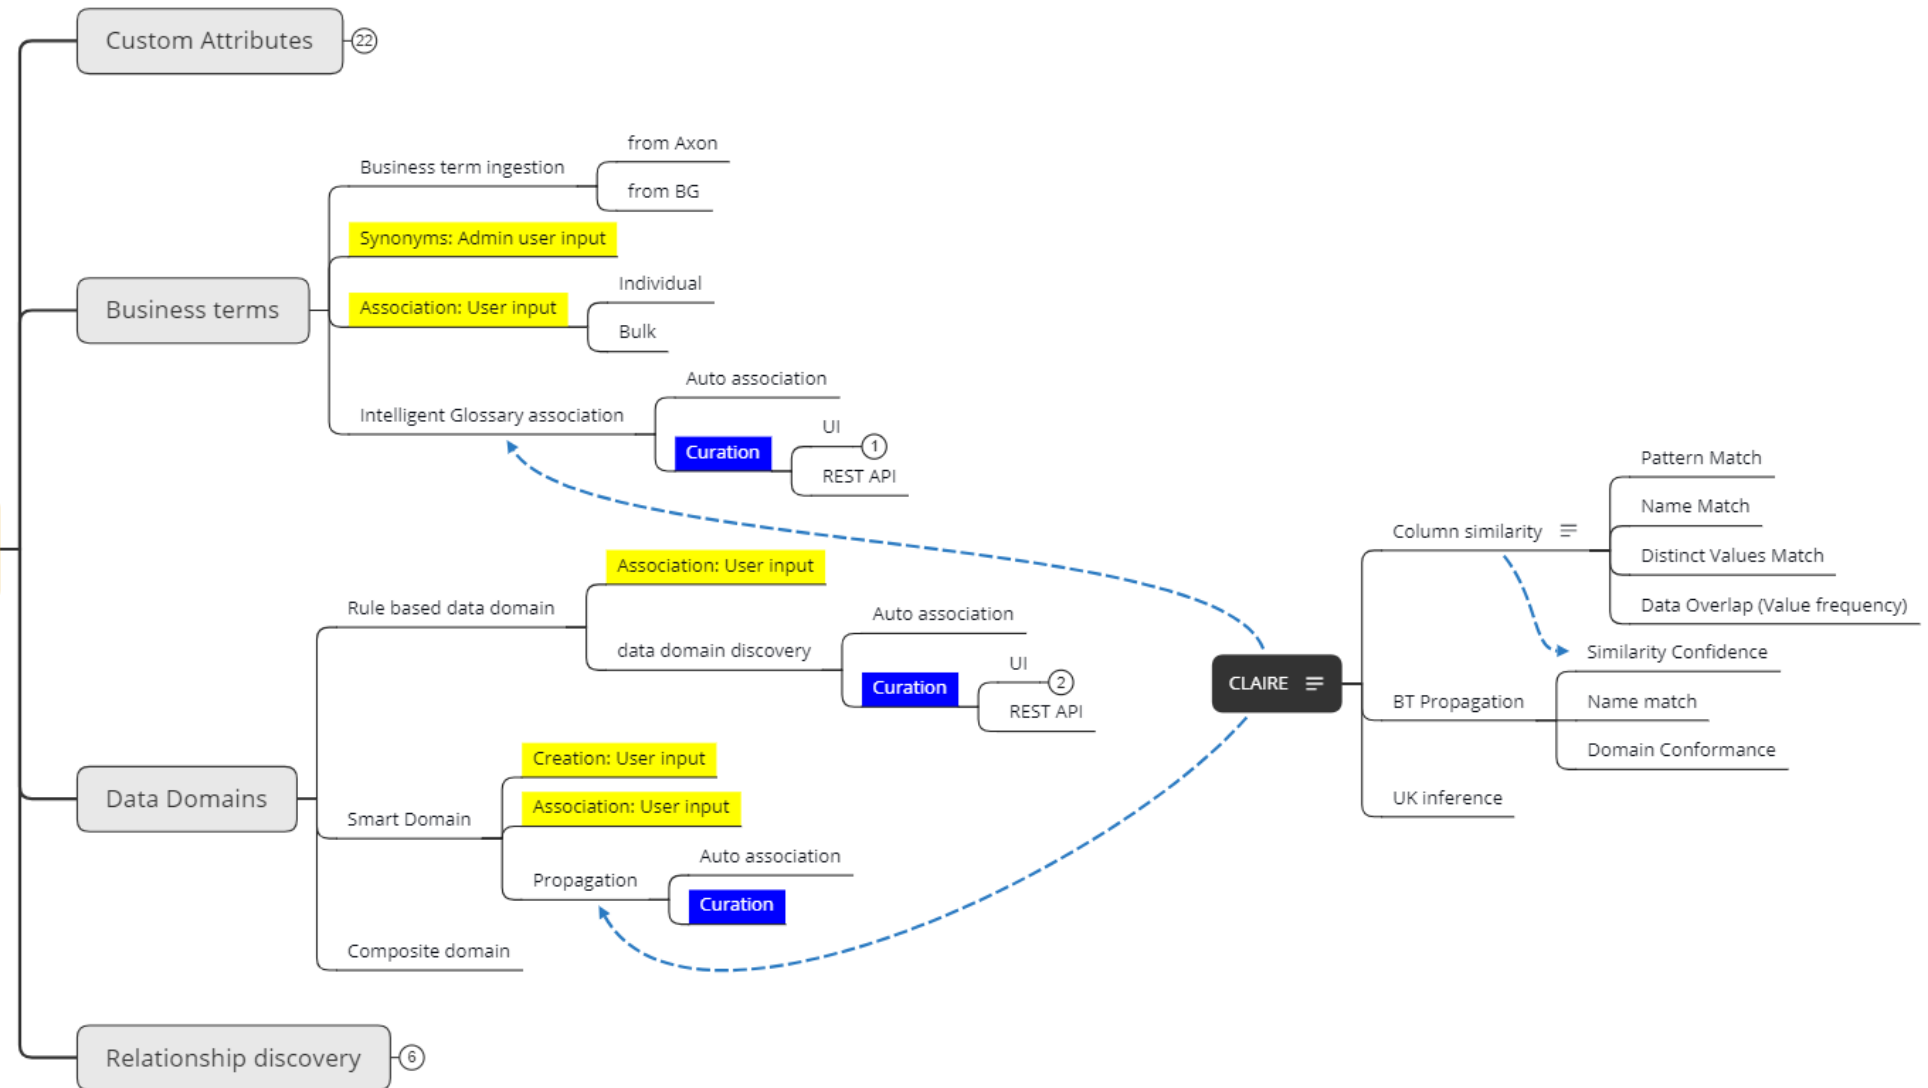 Custom Attributes
22
Business terms
Business term ingestion
from Axon
from BG
Synonyms: Admin user input
Association: User input
Individual
Bulk
Intelligent Glossary association
Auto association
Curation
UI
1
REST API
Data Domains
Rule based data domain
Association: User input
data domain discovery
Auto association
Curation
UI
2
REST API
Smart Domain
Creation: User input
Association: User input
Propagation
Auto association
Curation
Composite domain
Relationship discovery
6
CLAIRE
Column similarity
Pattern Match
Name Match
Distinct Values Match
Data Overlap (Value frequency)
BT Propagation
Similarity Confidence
Name match
Domain Conformance
UK inference